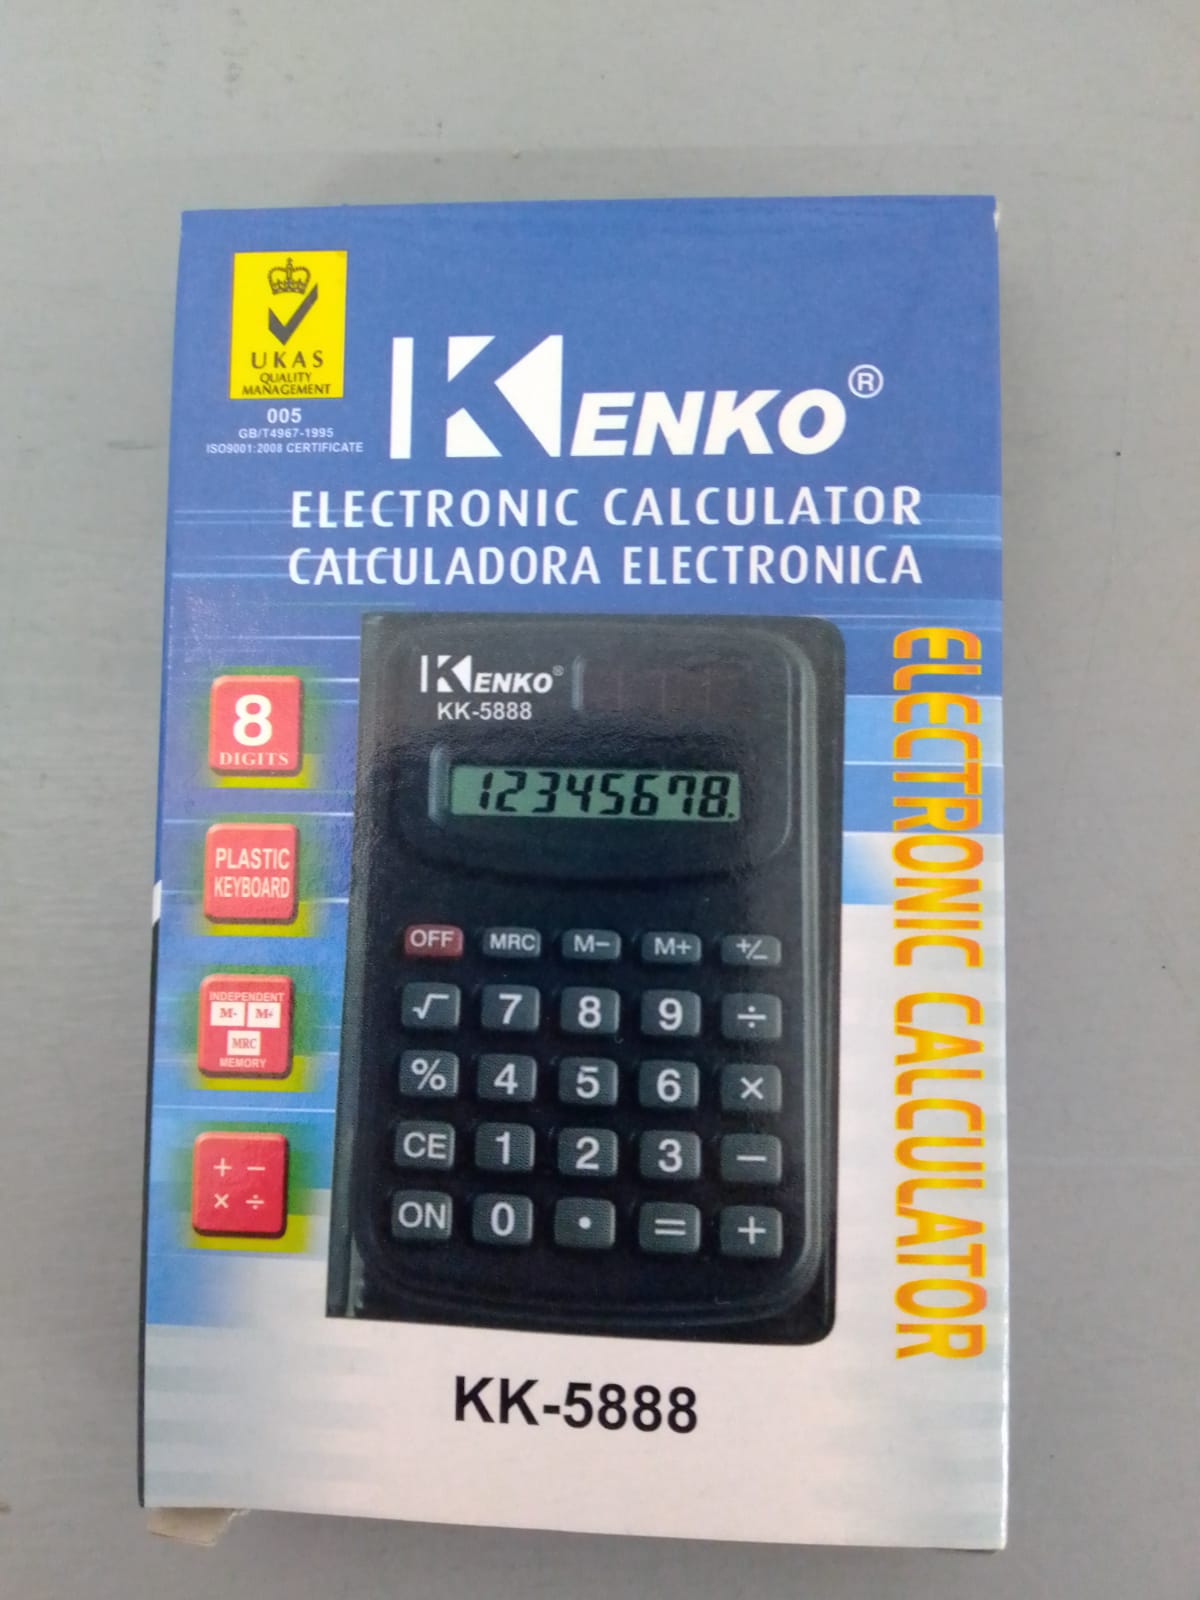 UKAS
QUALITY
MANAGEMENT
005
GB/T4967-1995
ISO9001:2008 CERTIFICATE
KENKO®
ELECTRONIC CALCULATOR
CALCULADORA ELECTRONICA
ELECTRONIC CALCULATOR
8
DIGITS
PLASTIC
KEYBOARD
INDEPENDENT
M- M+
MRC
MEMORY
+ −
× ÷
KENKO®
KK-5888
12345678.
OFF MRC M− M+ +/−
√ 7 8 9 ÷
% 4 5 6 ×
CE 1 2 3 −
ON 0 • = +
KK-5888